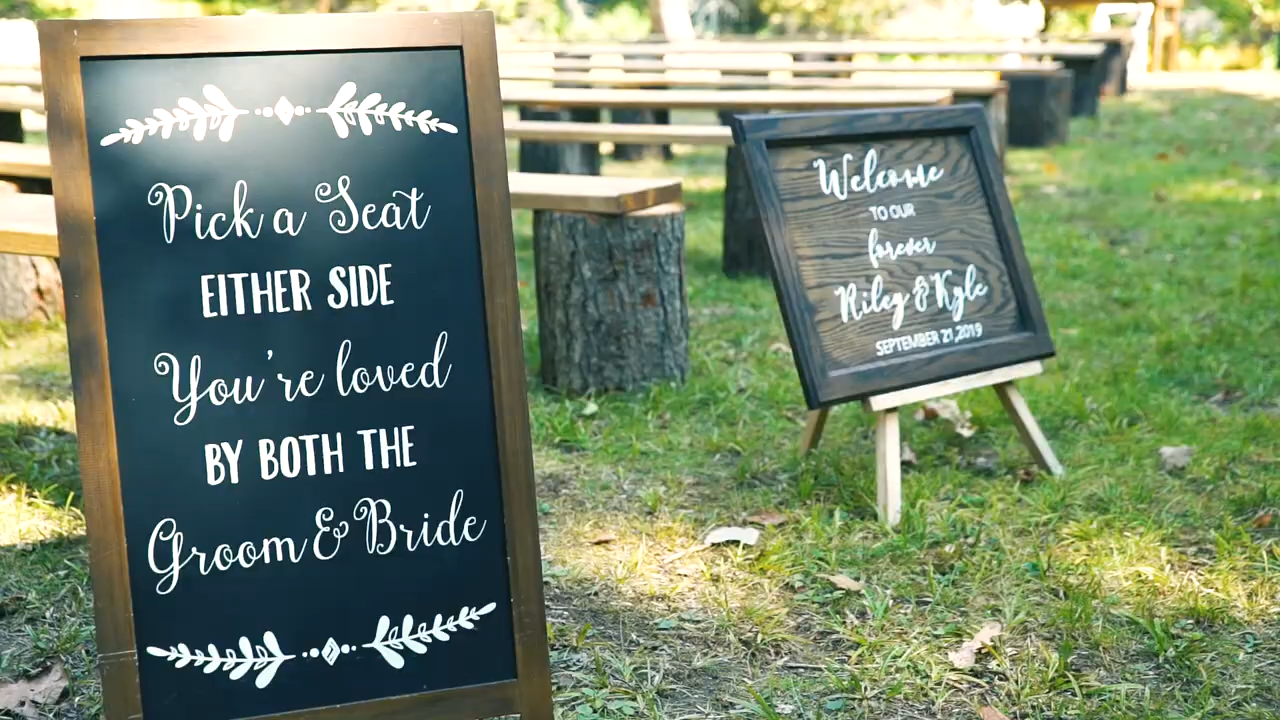 Pick a Seat
EITHER SIDE
You're loved
BY BOTH THE
Groom & Bride
Welcome
TO OUR
forever
Riley & Kyle
SEPTEMBER 21, 2019